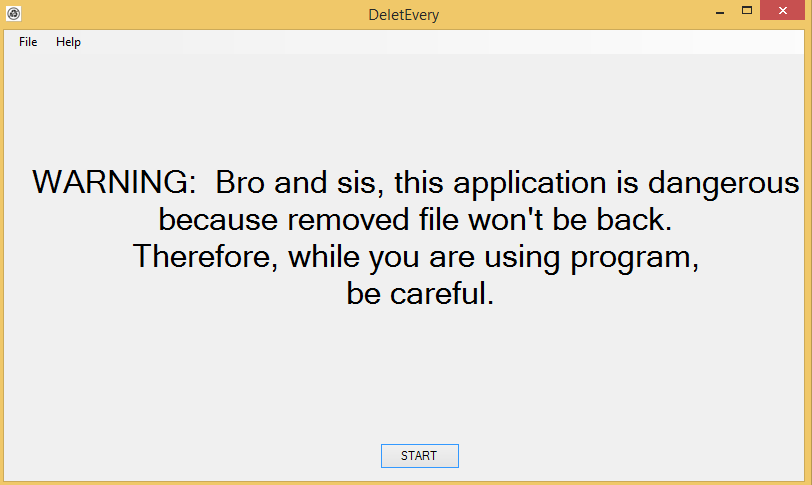 DeletEvery
File Help
WARNING:  Bro and sis, this application is dangerous
because removed file won't be back.
Therefore, while you are using program,
be careful.
START